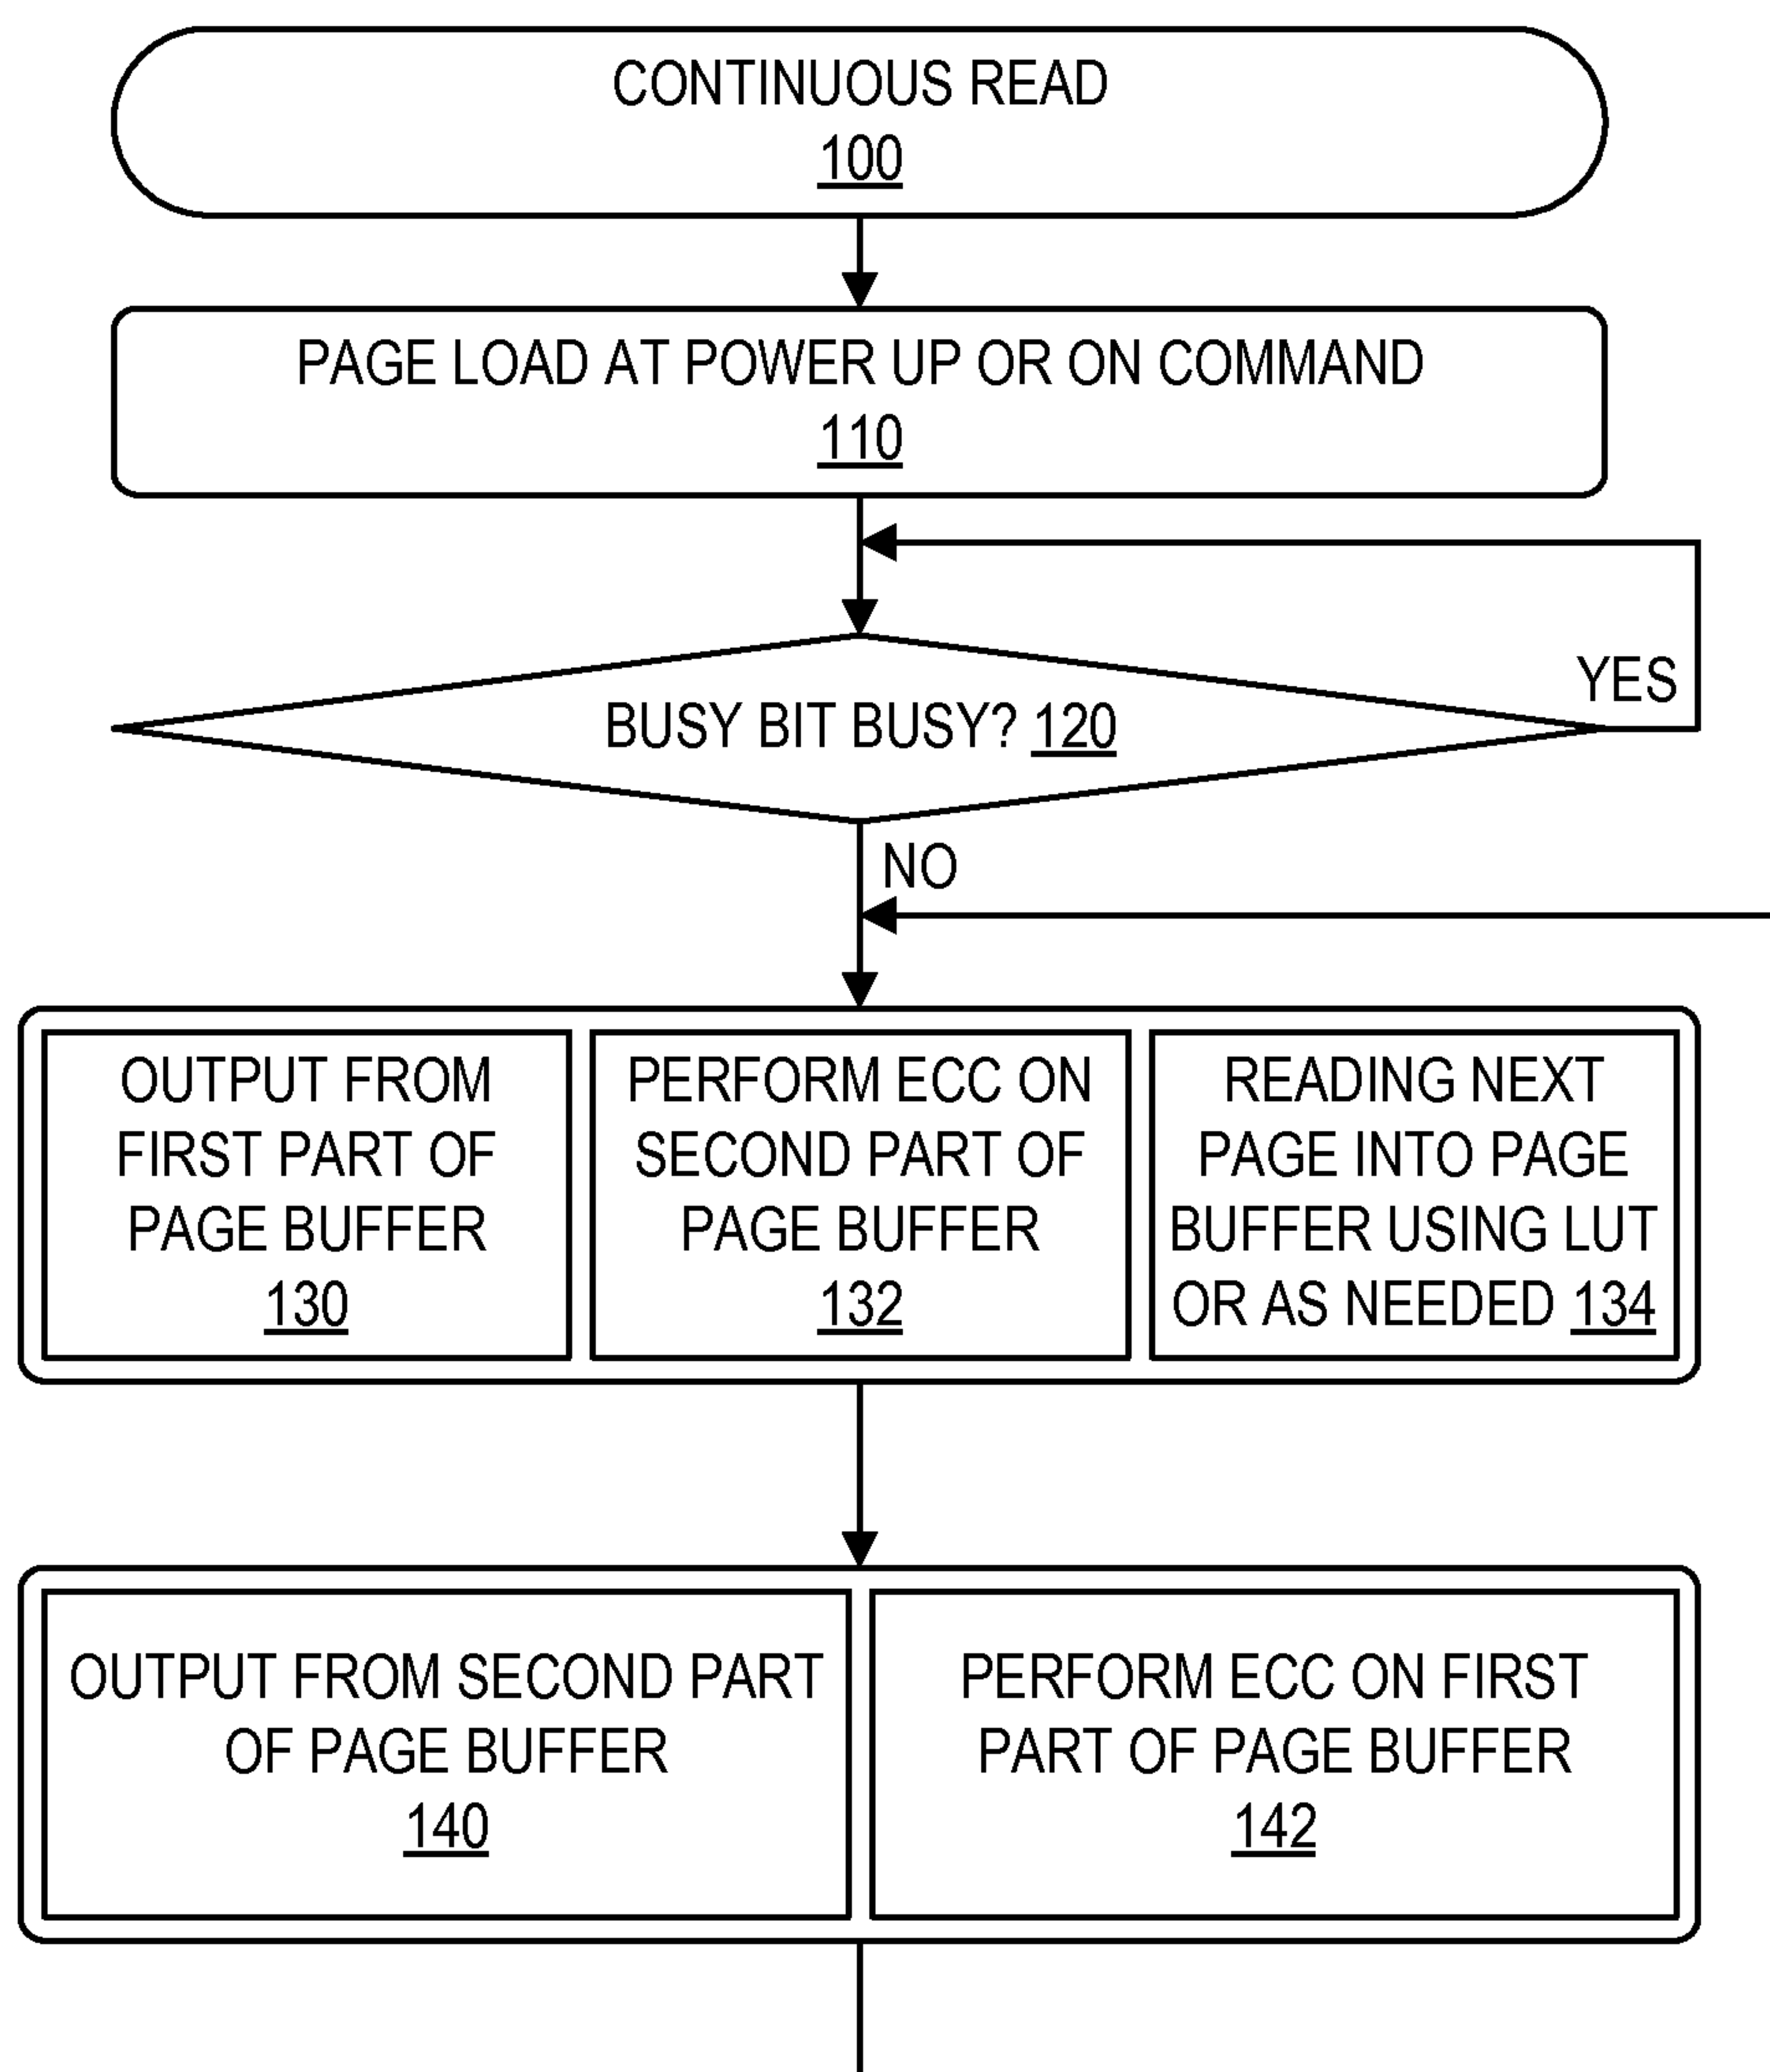 CONTINUOUS READ
100
PAGE LOAD AT POWER UP OR ON COMMAND
110
YES
BUSY BIT BUSY? 120
NO
OUTPUT FROM
FIRST PART OF
PAGE BUFFER
130
PERFORM ECC ON
SECOND PART OF
PAGE BUFFER
132
READING NEXT
PAGE INTO PAGE
BUFFER USING LUT
OR AS NEEDED 134
OUTPUT FROM SECOND PART
OF PAGE BUFFER
140
PERFORM ECC ON FIRST
PART OF PAGE BUFFER
142